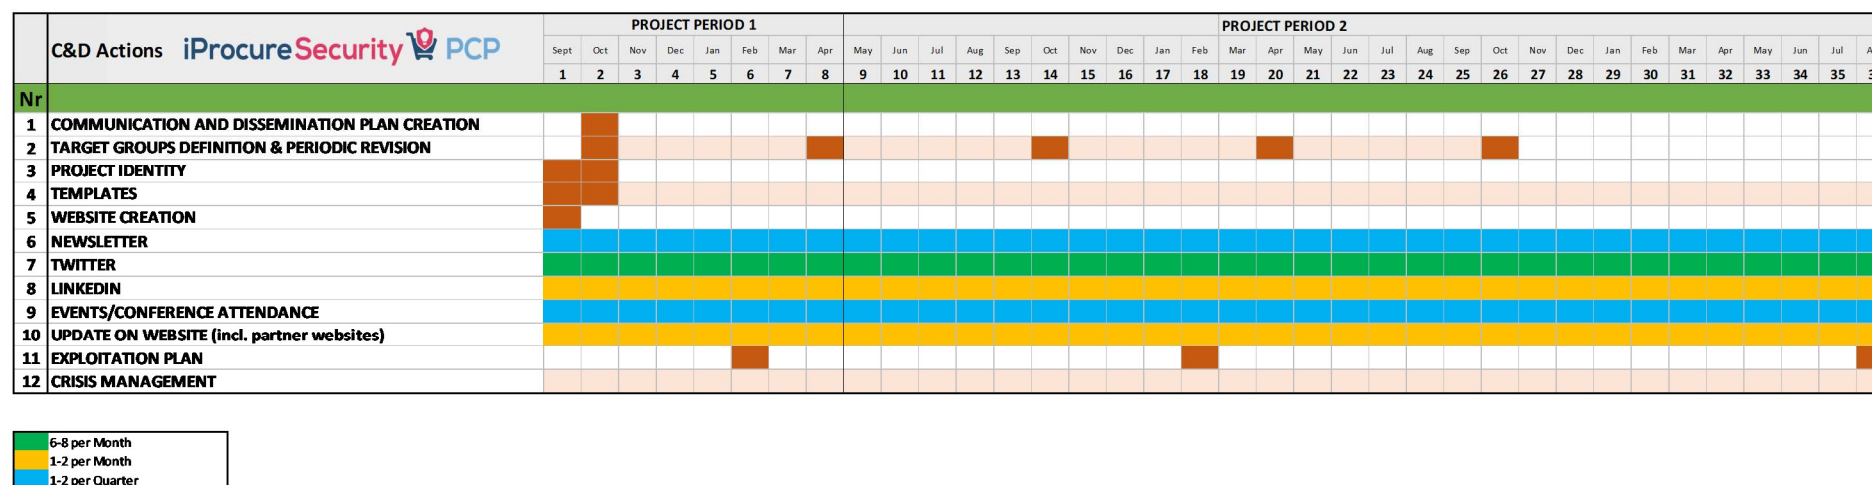 PROJECT PERIOD 1 PROJECT PERIOD 2
C&D Actions iProcureSecurity PCP Sept Oct Nov Dec Jan Feb Mar Apr May Jun Jul Aug Sep Oct Nov Dec Jan Feb Mar Apr May Jun Jul Aug Sep Oct Nov Dec Jan Feb Mar Apr May Jun Jul
1 2 3 4 5 6 7 8 9 10 11 12 13 14 15 16 17 18 19 20 21 22 23 24 25 26 27 28 29 30 31 32 33 34 35
Nr
1 COMMUNICATION AND DISSEMINATION PLAN CREATION
2 TARGET GROUPS DEFINITION & PERIODIC REVISION
3 PROJECT IDENTITY
4 TEMPLATES
5 WEBSITE CREATION
6 NEWSLETTER
7 TWITTER
8 LINKEDIN
9 EVENTS/CONFERENCE ATTENDANCE
10 UPDATE ON WEBSITE (incl. partner websites)
11 EXPLOITATION PLAN
12 CRISIS MANAGEMENT
6-8 per Month
1-2 per Month
1-2 per Quarter